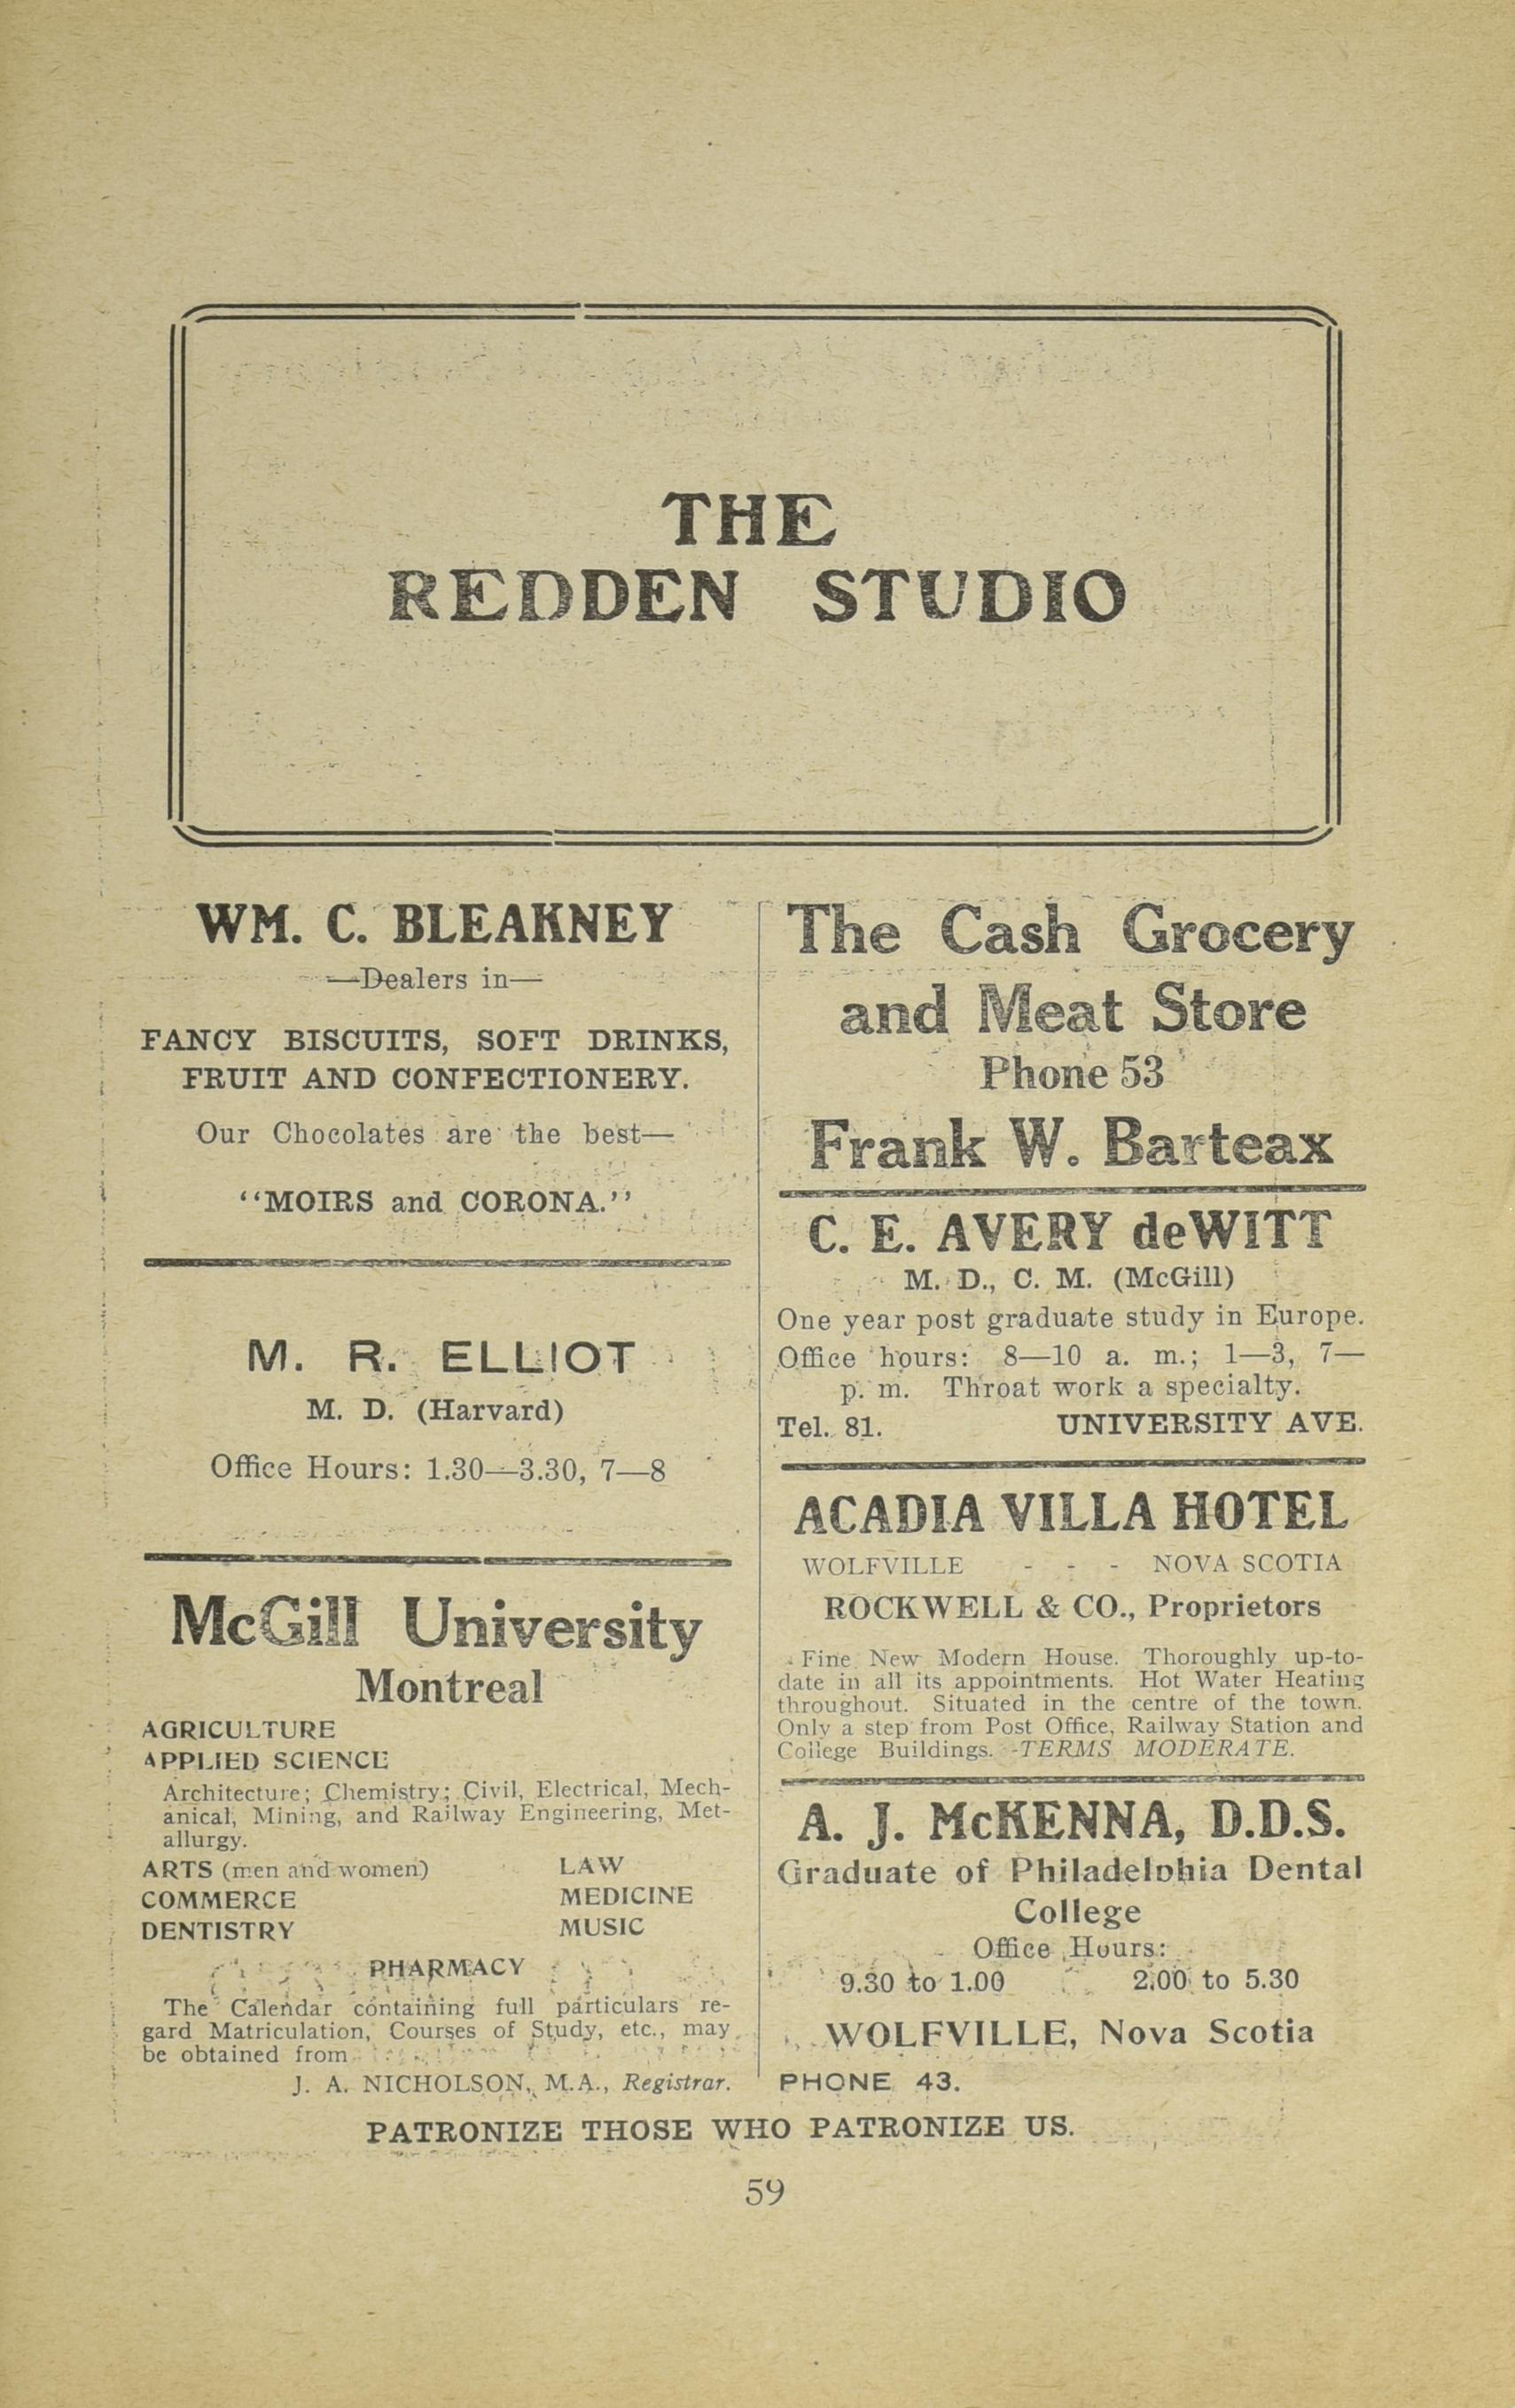 THE
REDDEN STUDIO
WM. C. BLEAKNEY
—Dealers in—
FANCY BISCUITS, SOFT DRINKS,
FRUIT AND CONFECTIONERY.
Our Chocolates are the best—
"MOIRS and CORONA."
M. R. ELLIOT
M. D. (Harvard)
Office Hours: 1.30—3.30, 7—8
McGill University
Montreal
AGRICULTURE
APPLIED SCIENCE
Architecture; Chemistry; Civil, Electrical, Mech-
anical, Mining, and Railway Engineering, Met-
allurgy.
ARTS (men and women) LAW
COMMERCE MEDICINE
DENTISTRY MUSIC
PHARMACY
The Calendar containing full particulars re-
gard Matriculation, Courses of Study, etc., may
be obtained from
J. A. NICHOLSON, M.A., Registrar.
The Cash Grocery
and Meat Store
Phone 53
Frank W. Barteax
C. E. AVERY deWITT
M. D., C. M. (McGill)
One year post graduate study in Europe.
Office hours: 8—10 a. m.; 1—3, 7—
p. m. Throat work a specialty.
Tel. 81. UNIVERSITY AVE.
ACADIA VILLA HOTEL
WOLFVILLE - - - NOVA SCOTIA
ROCKWELL & CO., Proprietors
Fine New Modern House. Thoroughly up-to-
date in all its appointments. Hot Water Heating
throughout. Situated in the centre of the town.
Only a step from Post Office, Railway Station and
College Buildings. -TERMS MODERATE.
A. J. McKENNA, D.D.S.
Graduate of Philadelphia Dental
College
Office Hours:
9.30 to 1.00 2.00 to 5.30
WOLFVILLE, Nova Scotia
PHONE 43.
PATRONIZE THOSE WHO PATRONIZE US.
59